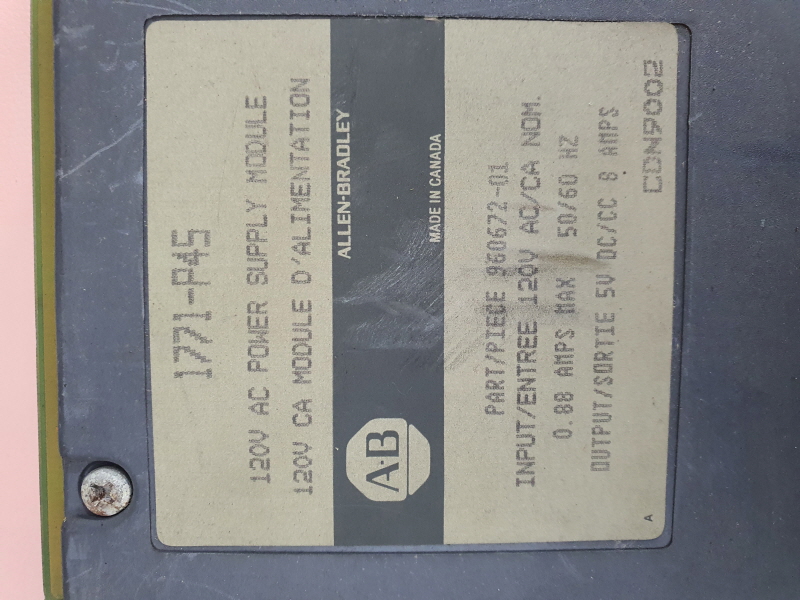 1771-P4S
120V AC POWER SUPPLY MODULE
120V CA MODULE D'ALIMENTATION
ALLEN-BRADLEY
A·B
MADE IN CANADA
PART/PIECE 960672-01
INPUT/ENTREE 120V AC/CA NOM.
0.88 AMPS MAX 50/60 HZ
OUTPUT/SORTIE 5V DC/CC 8 AMPS
A